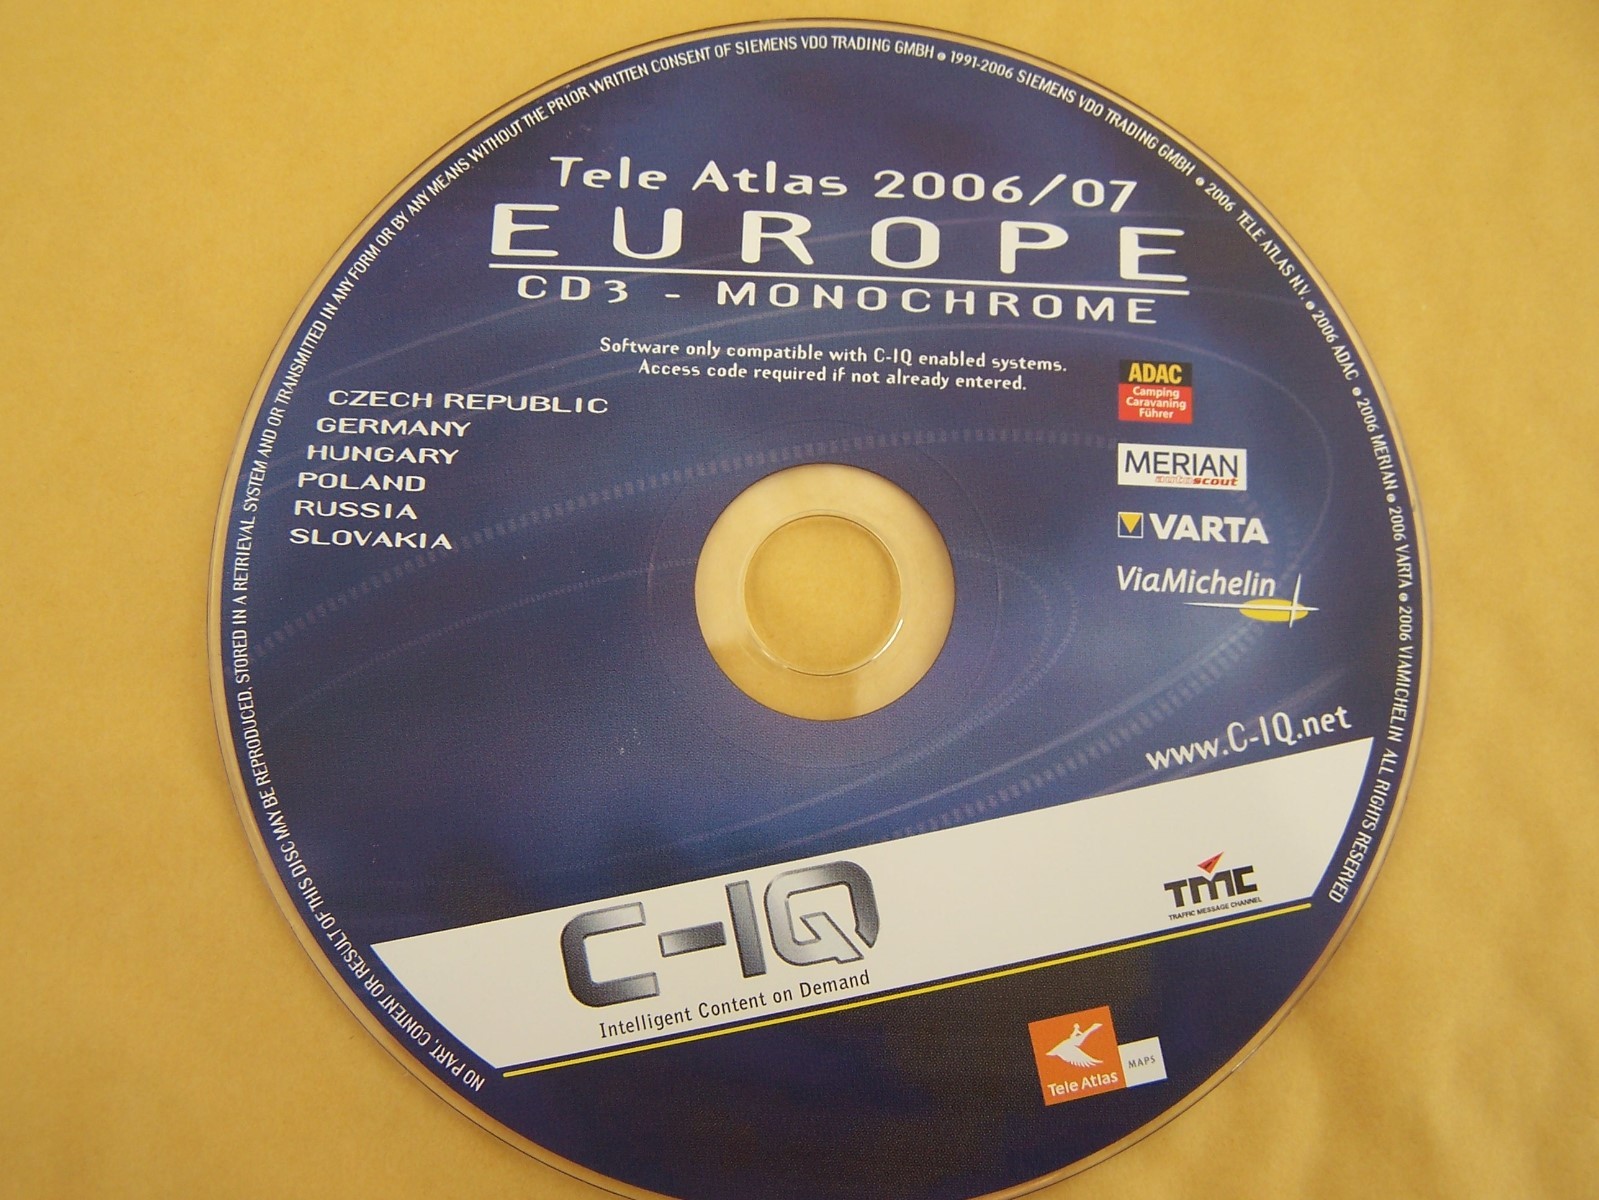 NO PART, CONTENT OR RESULT OF THIS DISC MAY BE REPRODUCED, STORED IN A RETRIEVAL SYSTEM AND OR TRANSMITTED IN ANY FORM OR BY ANY MEANS WITHOUT THE PRIOR WRITTEN CONSENT OF SIEMENS VDO TRADING GMBH • 1991-2006 SIEMENS VDO TRADING GMBH • 2006 TELE ATLAS N.V. • 2006 ADAC • 2006 MERIAN • 2006 VARTA • 2006 VIAMICHELIN ALL RIGHTS RESERVED
Tele Atlas 2006/07
EUROPE
CD3 - MONOCHROME
Software only compatible with C-IQ enabled systems.
Access code required if not already entered.
CZECH REPUBLIC
GERMANY
HUNGARY
POLAND
RUSSIA
SLOVAKIA
ADAC
Camping
Caravaning
Führer
MERIAN
autoscout
VARTA
ViaMichelin
www.C-IQ.net
C-IQ
Intelligent Content on Demand
TMC
TRAFFIC MESSAGE CHANNEL
Tele Atlas
MAPS